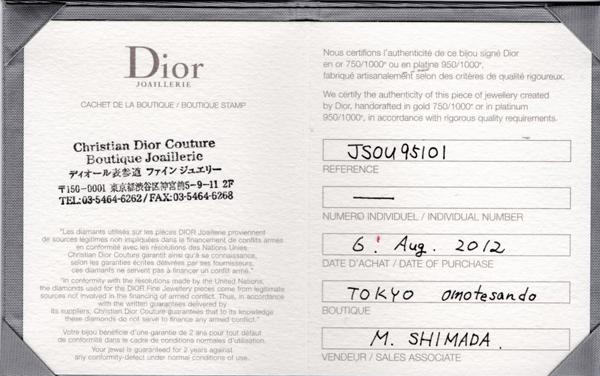 Dior
JOAILLERIE
CACHET DE LA BOUTIQUE / BOUTIQUE STAMP
Christian Dior Couture
Boutique Joaillerie
ディオール表参道 ファインジュエリー
〒150-0001 東京都渋谷区神宮前5-9-11 2F
TEL:03-5464-6262/FAX:03-5464-6268
"Les diamants utilisés sur les pièces DIOR Joaillerie proviennent
de sources légitimes non impliquées dans le financement de conflits armés
en conformité avec les résolutions des Nations Unies.
Christian Dior Couture garantit ainsi qu'à sa connaissance,
selon les garanties écrites délivrées par ses fournisseurs,
ces diamants ne servent pas à financer un conflit armé."
"In conformity with the resolutions made by the United Nations,
the diamonds used for the DIOR Fine Jewellery pieces come from legitimate
sources not involved in the financing of armed conflict. Thus, in accordance
with the written guarantees delivered by
its suppliers, Christian Dior Couture guarantees that to its knowledge
these diamonds do not serve to finance any armed conflict."
Votre bijou bénéficie d'une garantie de 2 ans pour tout défaut
de conformité dans le cadre de conditions normales d'utilisation.
Your jewel is guaranteed for 2 years against
any conformity-defect under normal conditions of use.
Nous certifions l'authenticité de ce bijou signé Dior
en or 750/1000e ou en platine 950/1000e,
fabriqué artisanalement selon des critères de qualité rigoureux.
We certify the authenticity of this piece of jewellery created
by Dior, handcrafted in gold 750/1000e or in platinum
950/1000e, in accordance with rigorous quality requirements.
JSOU95101
REFERENCE
—
NUMERO INDIVIDUEL / INDIVIDUAL NUMBER
6. Aug. 2012
DATE D'ACHAT / DATE OF PURCHASE
TOKYO omotesando
BOUTIQUE
M. SHIMADA.
VENDEUR / SALES ASSOCIATE